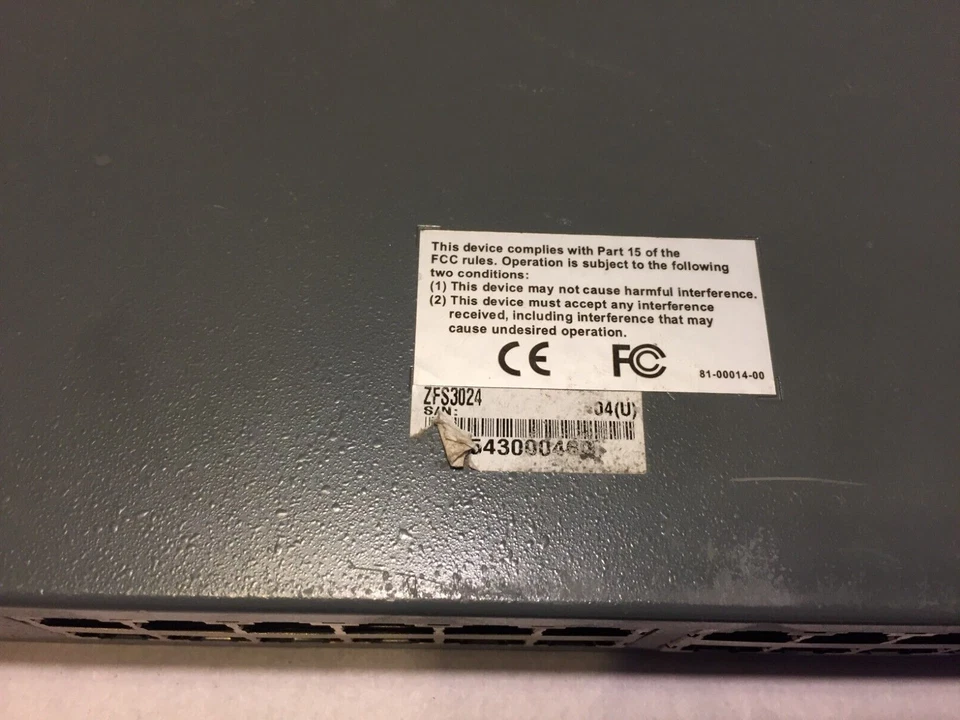 This device complies with Part 15 of the
FCC rules. Operation is subject to the following
two conditions:
(1) This device may not cause harmful interference.
(2) This device must accept any interference
received, including interference that may
cause undesired operation.
CE FC
81-00014-00
ZFS3024
S/N: 04(U)